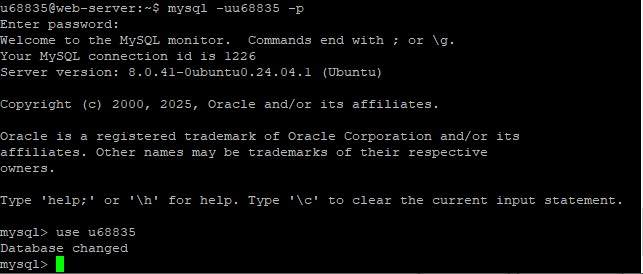 u68835@web-server:~$ mysql -uu68835 -p
Enter password:
Welcome to the MySQL monitor.  Commands end with ; or \g.
Your MySQL connection id is 1226
Server version: 8.0.41-0ubuntu0.24.04.1 (Ubuntu)
Copyright (c) 2000, 2025, Oracle and/or its affiliates.
Oracle is a registered trademark of Oracle Corporation and/or its
affiliates. Other names may be trademarks of their respective
owners.
Type 'help;' or '\h' for help. Type '\c' to clear the current input statement.
mysql> use u68835
Database changed
mysql>